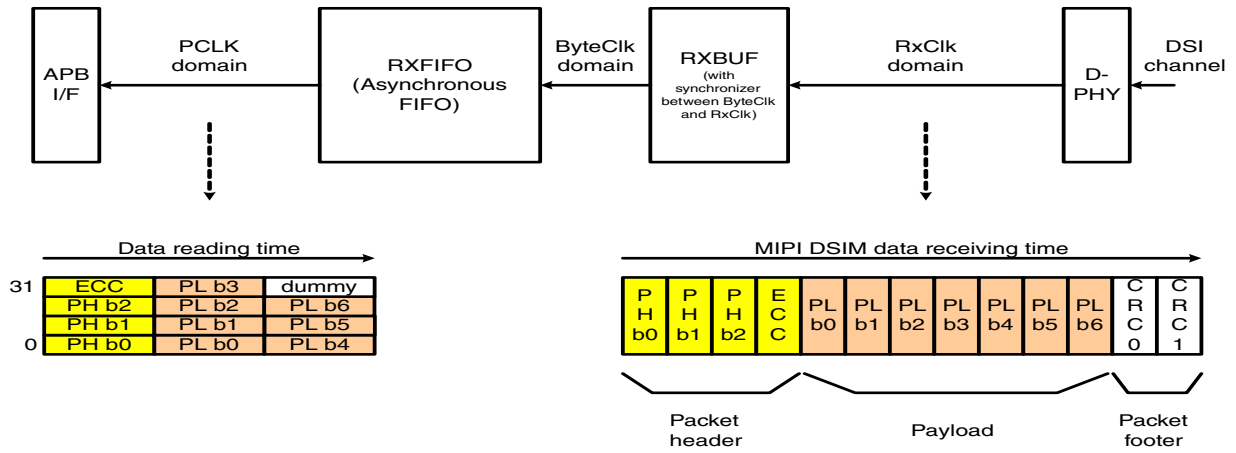 APB
I/F
PCLK
domain
RXFIFO
(Asynchronous
FIFO)
ByteClk
domain
RXBUF
(with
synchronizer
between ByteClk
and RxClk)
RxClk
domain
D-
PHY
DSI
channel
Data reading time
31 ECC PL b3 dummy
PH b2 PL b2 PL b6
PH b1 PL b1 PL b5
0 PH b0 PL b0 PL b4
MIPI DSIM data receiving time
P
H
b0
P
H
b1
P
H
b2
E
C
C
PL
b0
PL
b1
PL
b2
PL
b3
PL
b4
PL
b5
PL
b6
C
R
C
0
C
R
C
1
Packet
header
Payload
Packet
footer